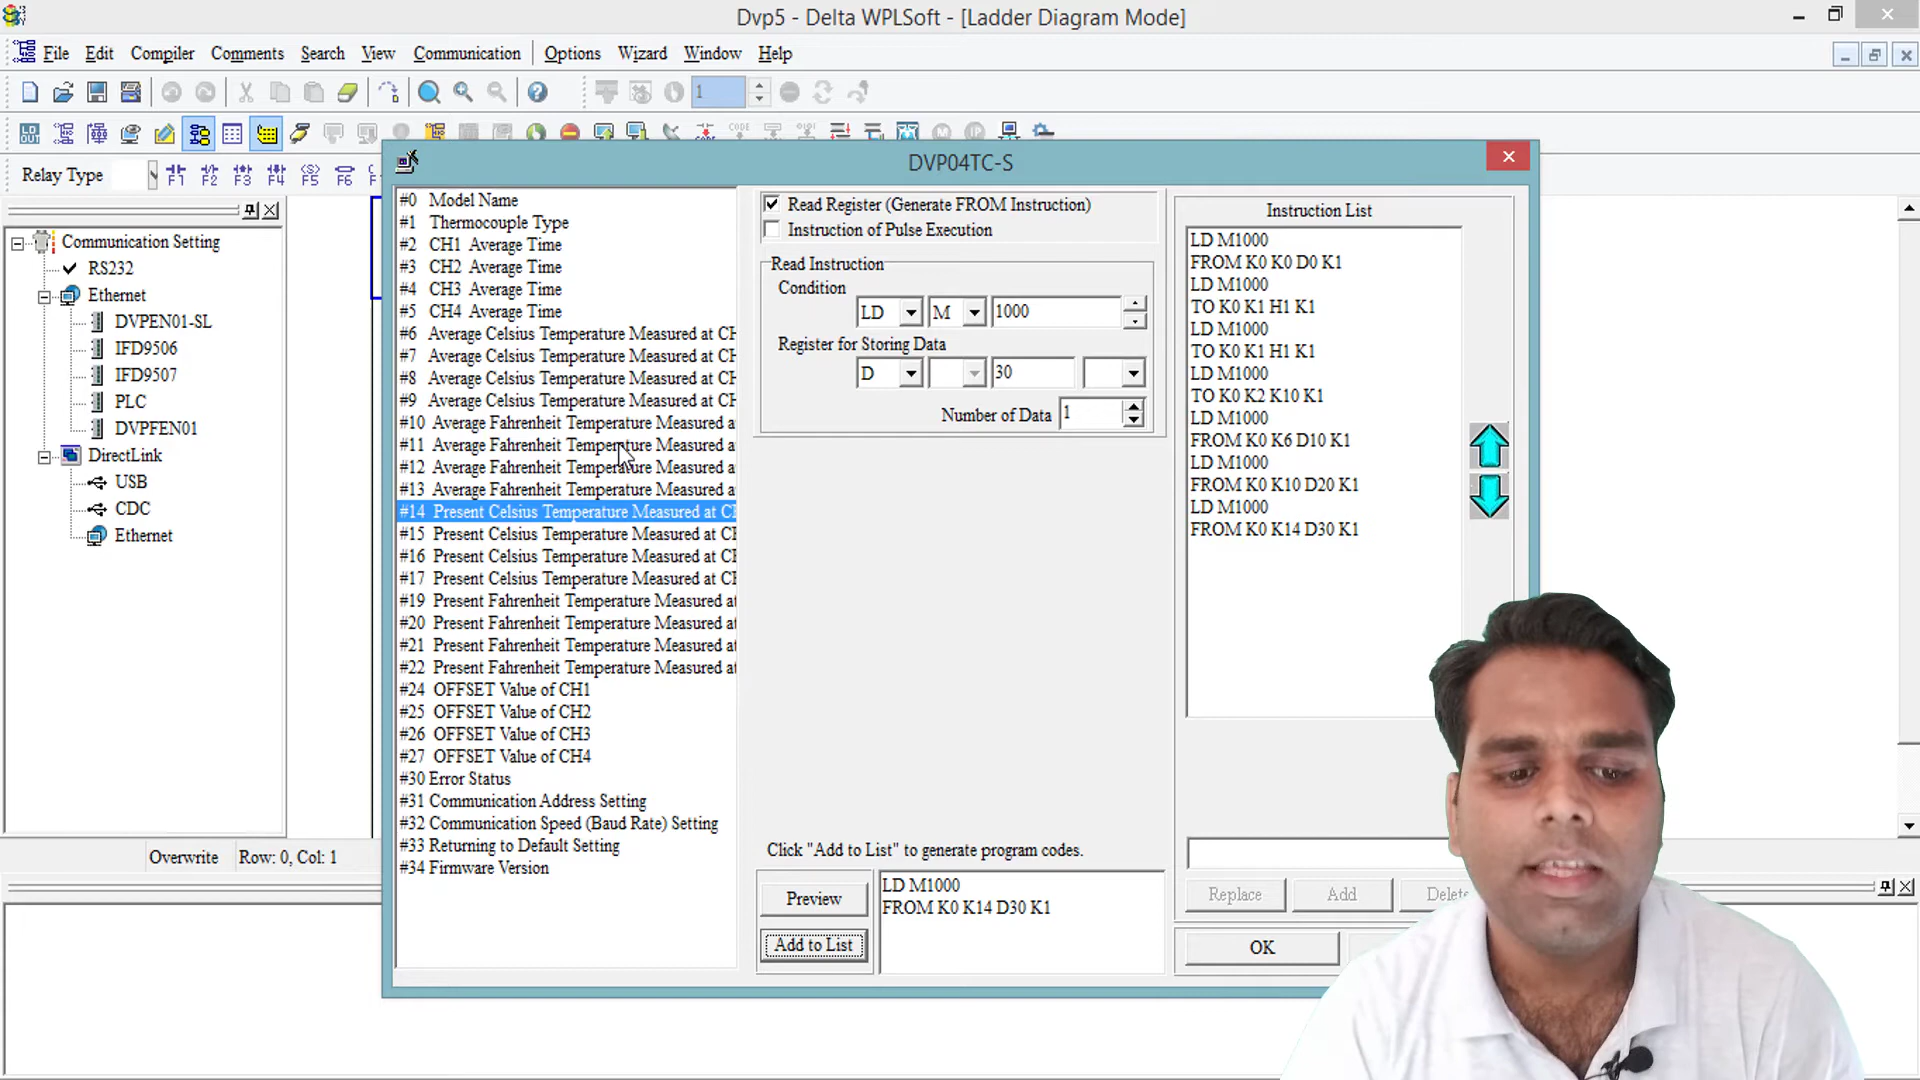 Dvp5 - Delta WPLSoft - [Ladder Diagram Mode]
File Edit Compiler Comments Search View Communication Options Wizard Window Help
1
Relay Type F1 F2 F3 F4 F5 F6
DVP04TC-S
Communication Setting
RS232
Ethernet
DVPEN01-SL
IFD9506
IFD9507
PLC
DVPFEN01
DirectLink
USB
CDC
Ethernet
#0 Model Name
#1 Thermocouple Type
#2 CH1 Average Time
#3 CH2 Average Time
#4 CH3 Average Time
#5 CH4 Average Time
#6 Average Celsius Temperature Measured at CH
#7 Average Celsius Temperature Measured at CH
#8 Average Celsius Temperature Measured at CH
#9 Average Celsius Temperature Measured at CH
#10 Average Fahrenheit Temperature Measured a
#11 Average Fahrenheit Temperature Measured a
#12 Average Fahrenheit Temperature Measured a
#13 Average Fahrenheit Temperature Measured a
#14 Present Celsius Temperature Measured at CH
#15 Present Celsius Temperature Measured at CH
#16 Present Celsius Temperature Measured at CH
#17 Present Celsius Temperature Measured at CH
#19 Present Fahrenheit Temperature Measured at
#20 Present Fahrenheit Temperature Measured at
#21 Present Fahrenheit Temperature Measured at
#22 Present Fahrenheit Temperature Measured at
#24 OFFSET Value of CH1
#25 OFFSET Value of CH2
#26 OFFSET Value of CH3
#27 OFFSET Value of CH4
#30 Error Status
#31 Communication Address Setting
#32 Communication Speed (Baud Rate) Setting
#33 Returning to Default Setting
#34 Firmware Version
Read Register (Generate FROM Instruction)
Instruction of Pulse Execution
Read Instruction
Condition
LD M 1000
Register for Storing Data
D 30
Number of Data 1
Click "Add to List" to generate program codes.
Preview
Add to List
LD M1000
FROM K0 K14 D30 K1
Instruction List
LD M1000
FROM K0 K0 D0 K1
LD M1000
TO K0 K1 H1 K1
LD M1000
TO K0 K1 H1 K1
LD M1000
TO K0 K2 K10 K1
LD M1000
FROM K0 K6 D10 K1
LD M1000
FROM K0 K10 D20 K1
LD M1000
FROM K0 K14 D30 K1
Replace Add Delete
OK
Overwrite Row: 0, Col: 1